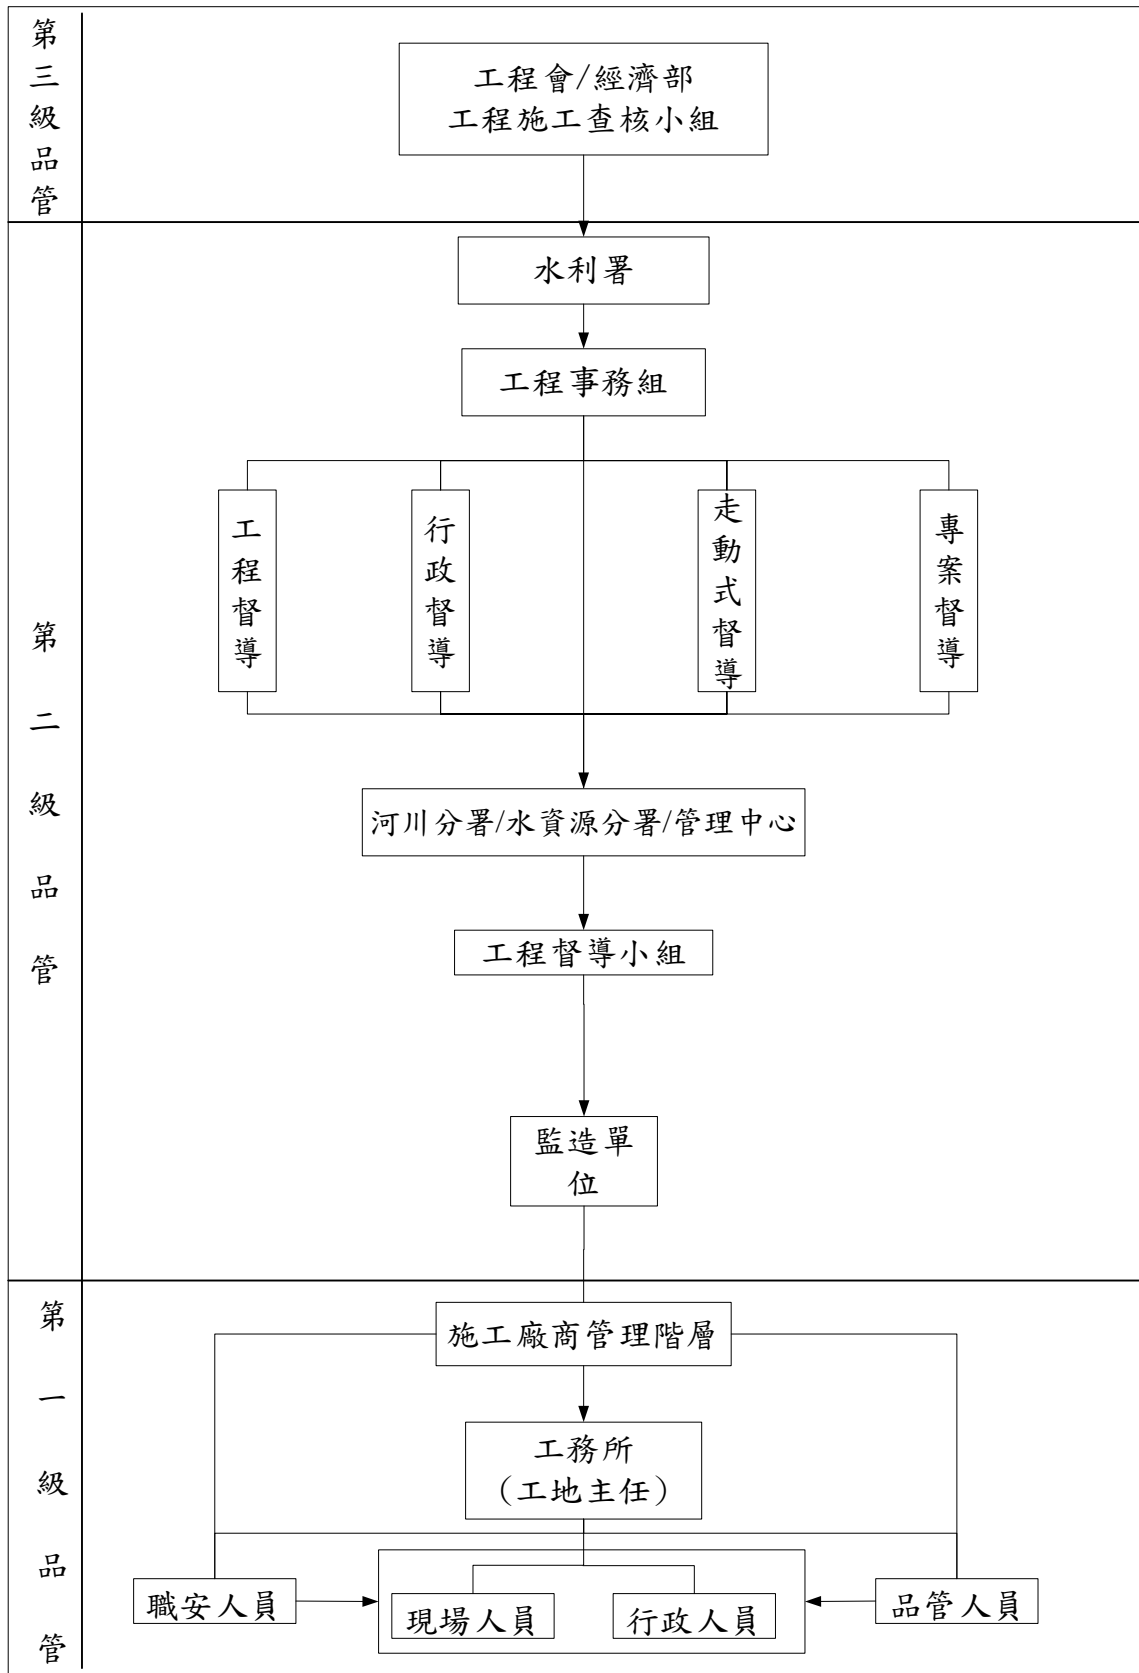 第三級品管
工程會/經濟部
工程施工查核小組
第二級品管
水利署
工程事務組
工程督導
行政督導
走動式督導
專案督導
河川分署/水資源分署/管理中心
工程督導小組
監造單
位
第一級品管
施工廠商管理階層
工務所
（工地主任）
職安人員
現場人員
行政人員
品管人員